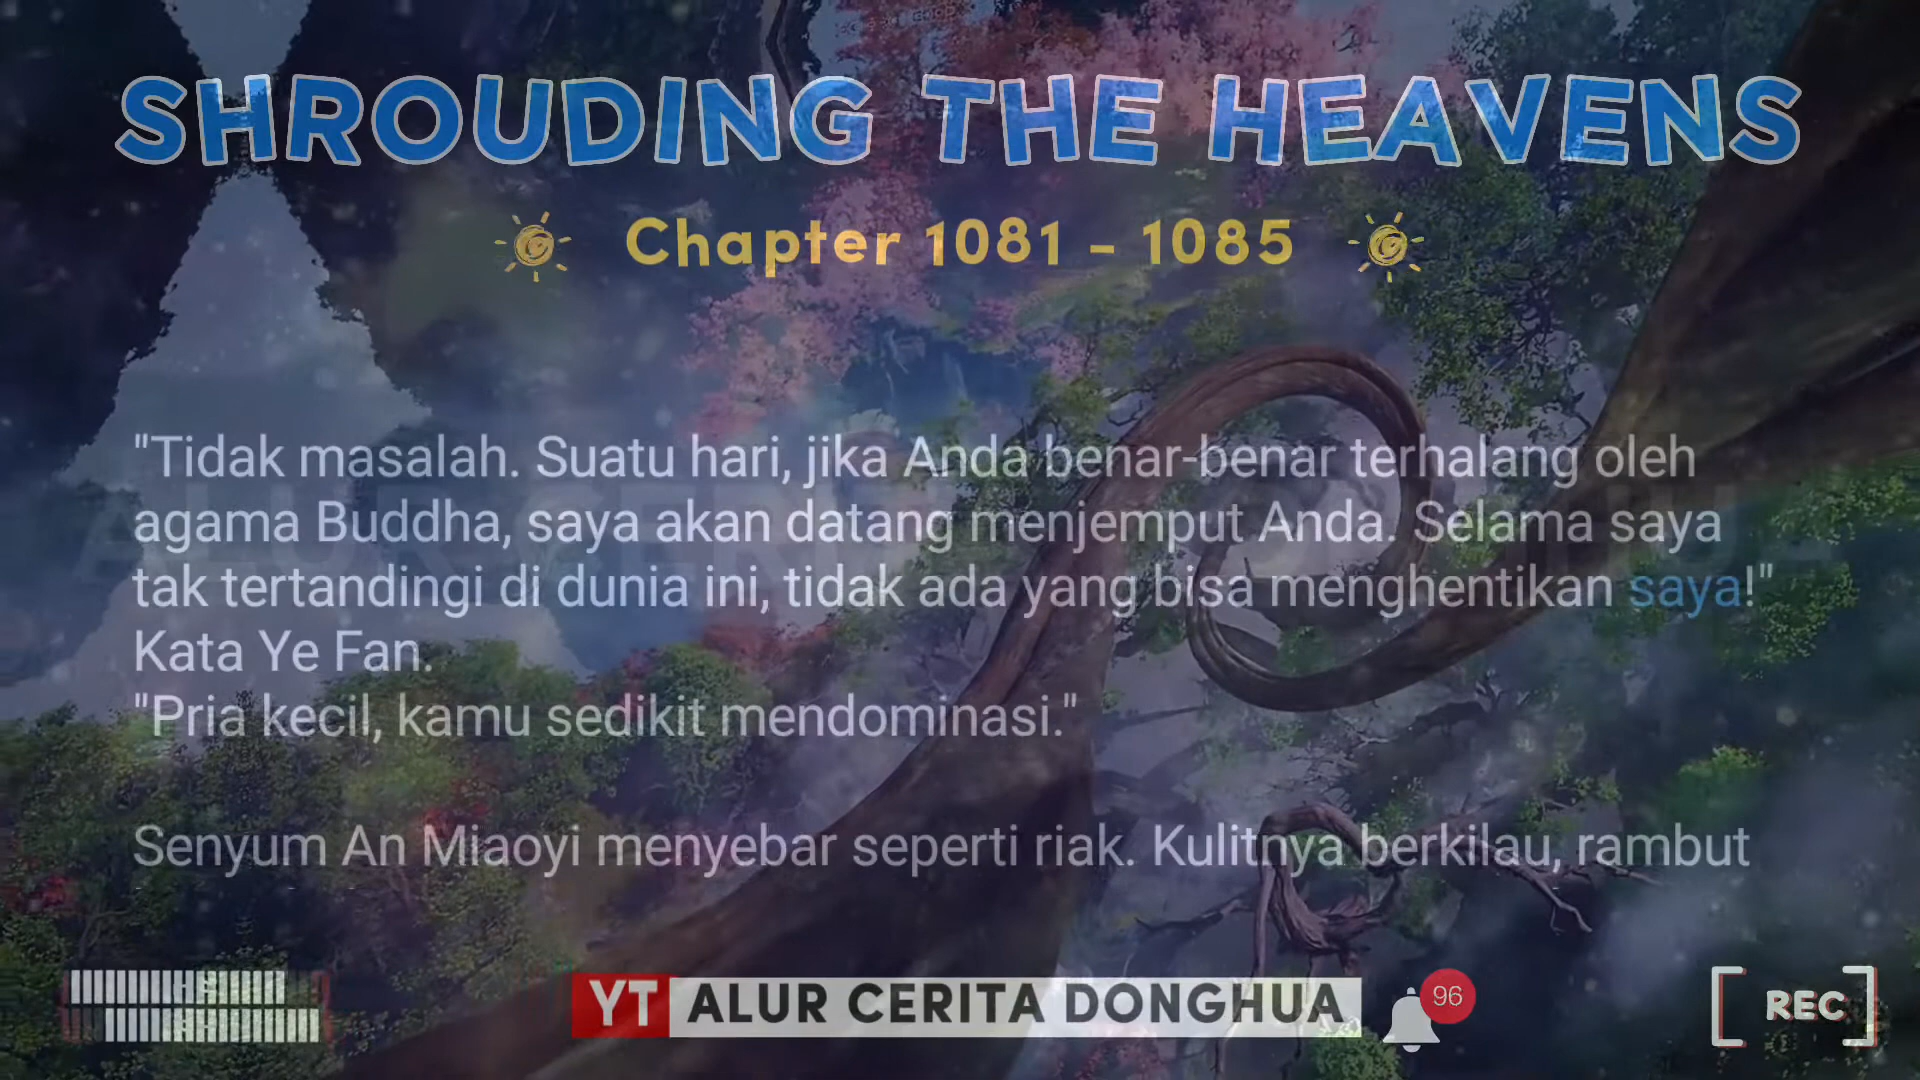 SHROUDING THE HEAVENS
Chapter 1081 - 1085
"Tidak masalah. Suatu hari, jika Anda benar-benar terhalang oleh
agama Buddha, saya akan datang menjemput Anda. Selama saya
tak tertandingi di dunia ini, tidak ada yang bisa menghentikan saya!"
Kata Ye Fan.
"Pria kecil, kamu sedikit mendominasi."
Senyum An Miaoyi menyebar seperti riak. Kulitnya berkilau, rambut
YT ALUR CERITA DONGHUA
96
REC